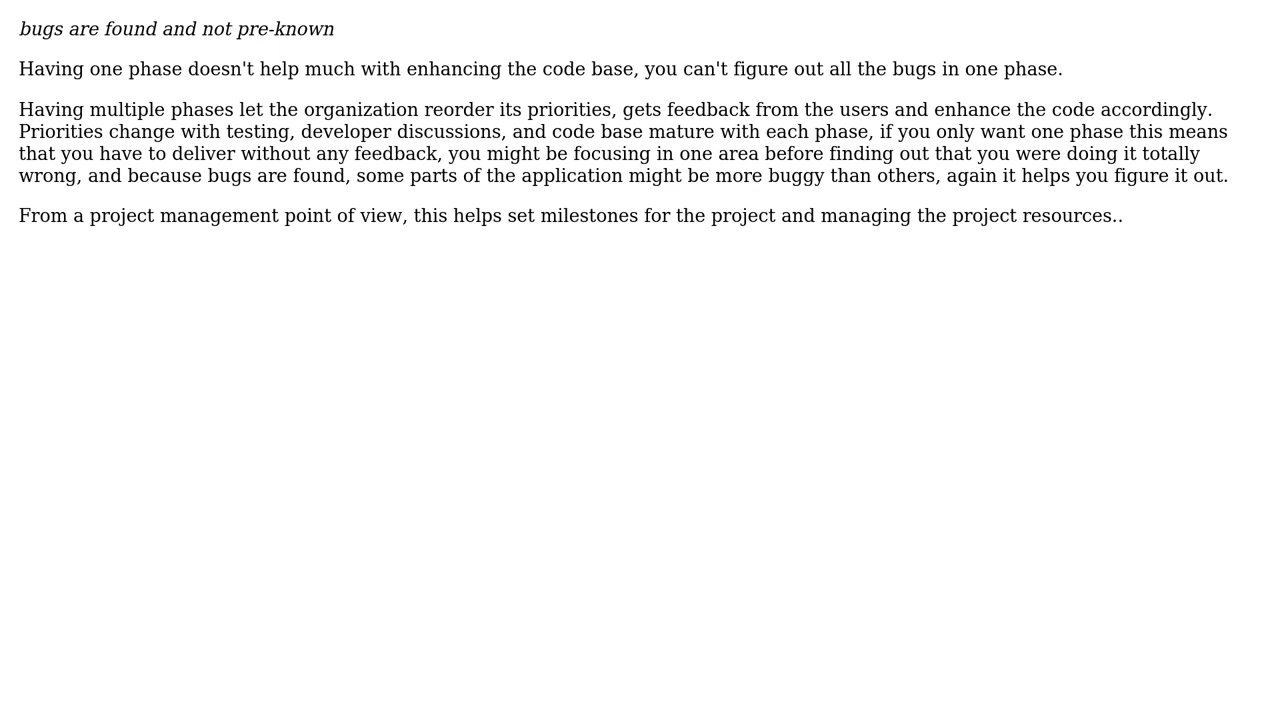 bugs are found and not pre-known
Having one phase doesn't help much with enhancing the code base, you can't figure out all the bugs in one phase.
Having multiple phases let the organization reorder its priorities, gets feedback from the users and enhance the code accordingly.
Priorities change with testing, developer discussions, and code base mature with each phase, if you only want one phase this means
that you have to deliver without any feedback, you might be focusing in one area before finding out that you were doing it totally
wrong, and because bugs are found, some parts of the application might be more buggy than others, again it helps you figure it out.
From a project management point of view, this helps set milestones for the project and managing the project resources..